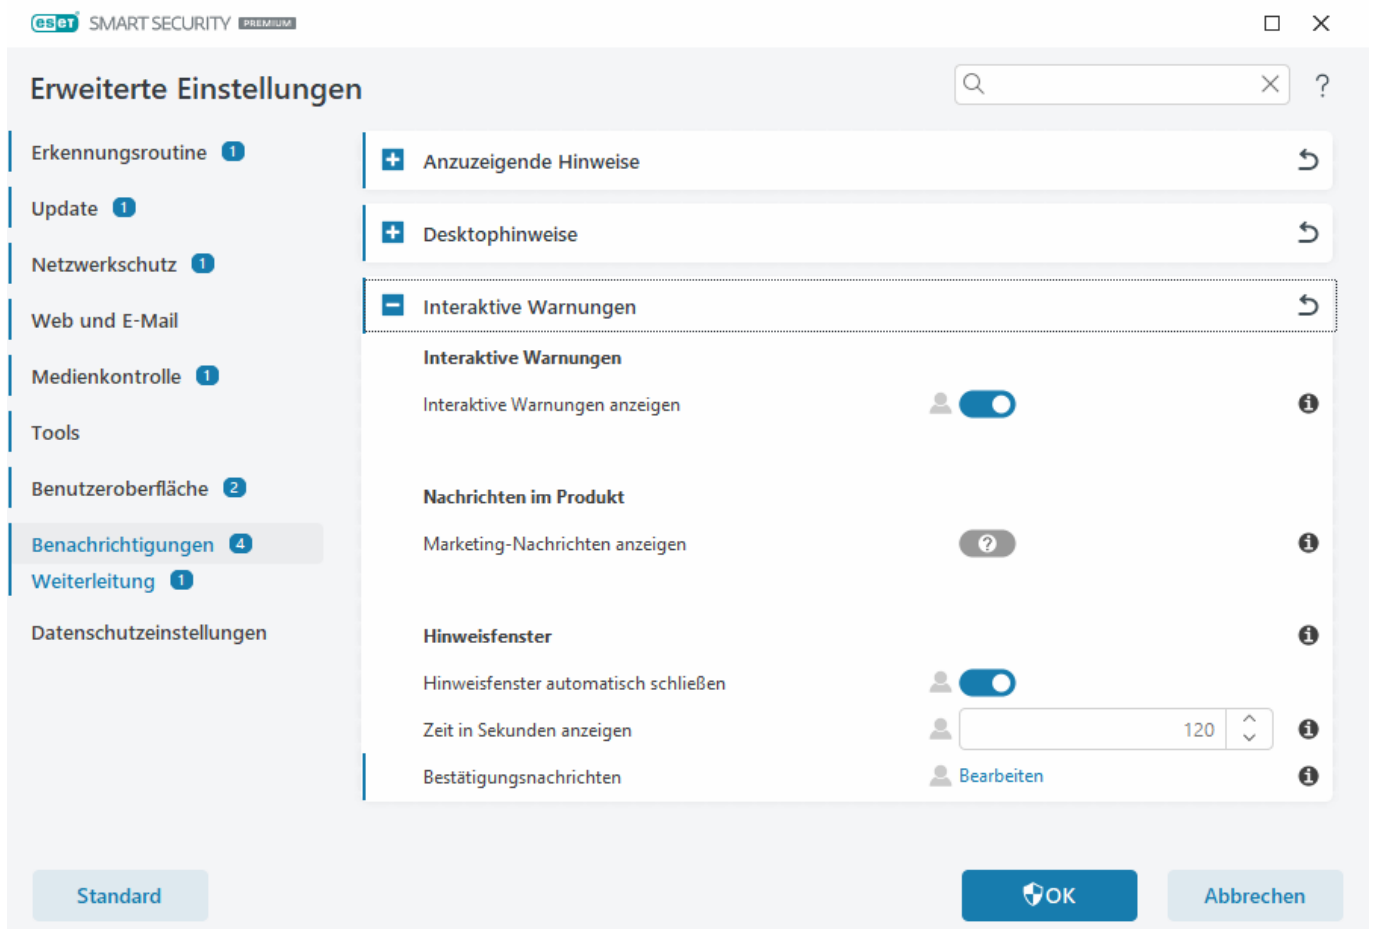 eset SMART SECURITY PREMIUM
Erweiterte Einstellungen
?
Erkennungsroutine 1
Update 1
Netzwerkschutz 1
Web und E-Mail
Medienkontrolle 1
Tools
Benutzeroberfläche 2
Benachrichtigungen 4
Weiterleitung 1
Datenschutzeinstellungen
Anzuzeigende Hinweise
Desktophinweise
Interaktive Warnungen
Interaktive Warnungen
Interaktive Warnungen anzeigen
Nachrichten im Produkt
Marketing-Nachrichten anzeigen ?
Hinweisfenster
Hinweisfenster automatisch schließen
Zeit in Sekunden anzeigen 120
Bestätigungsnachrichten Bearbeiten
Standard
OK
Abbrechen